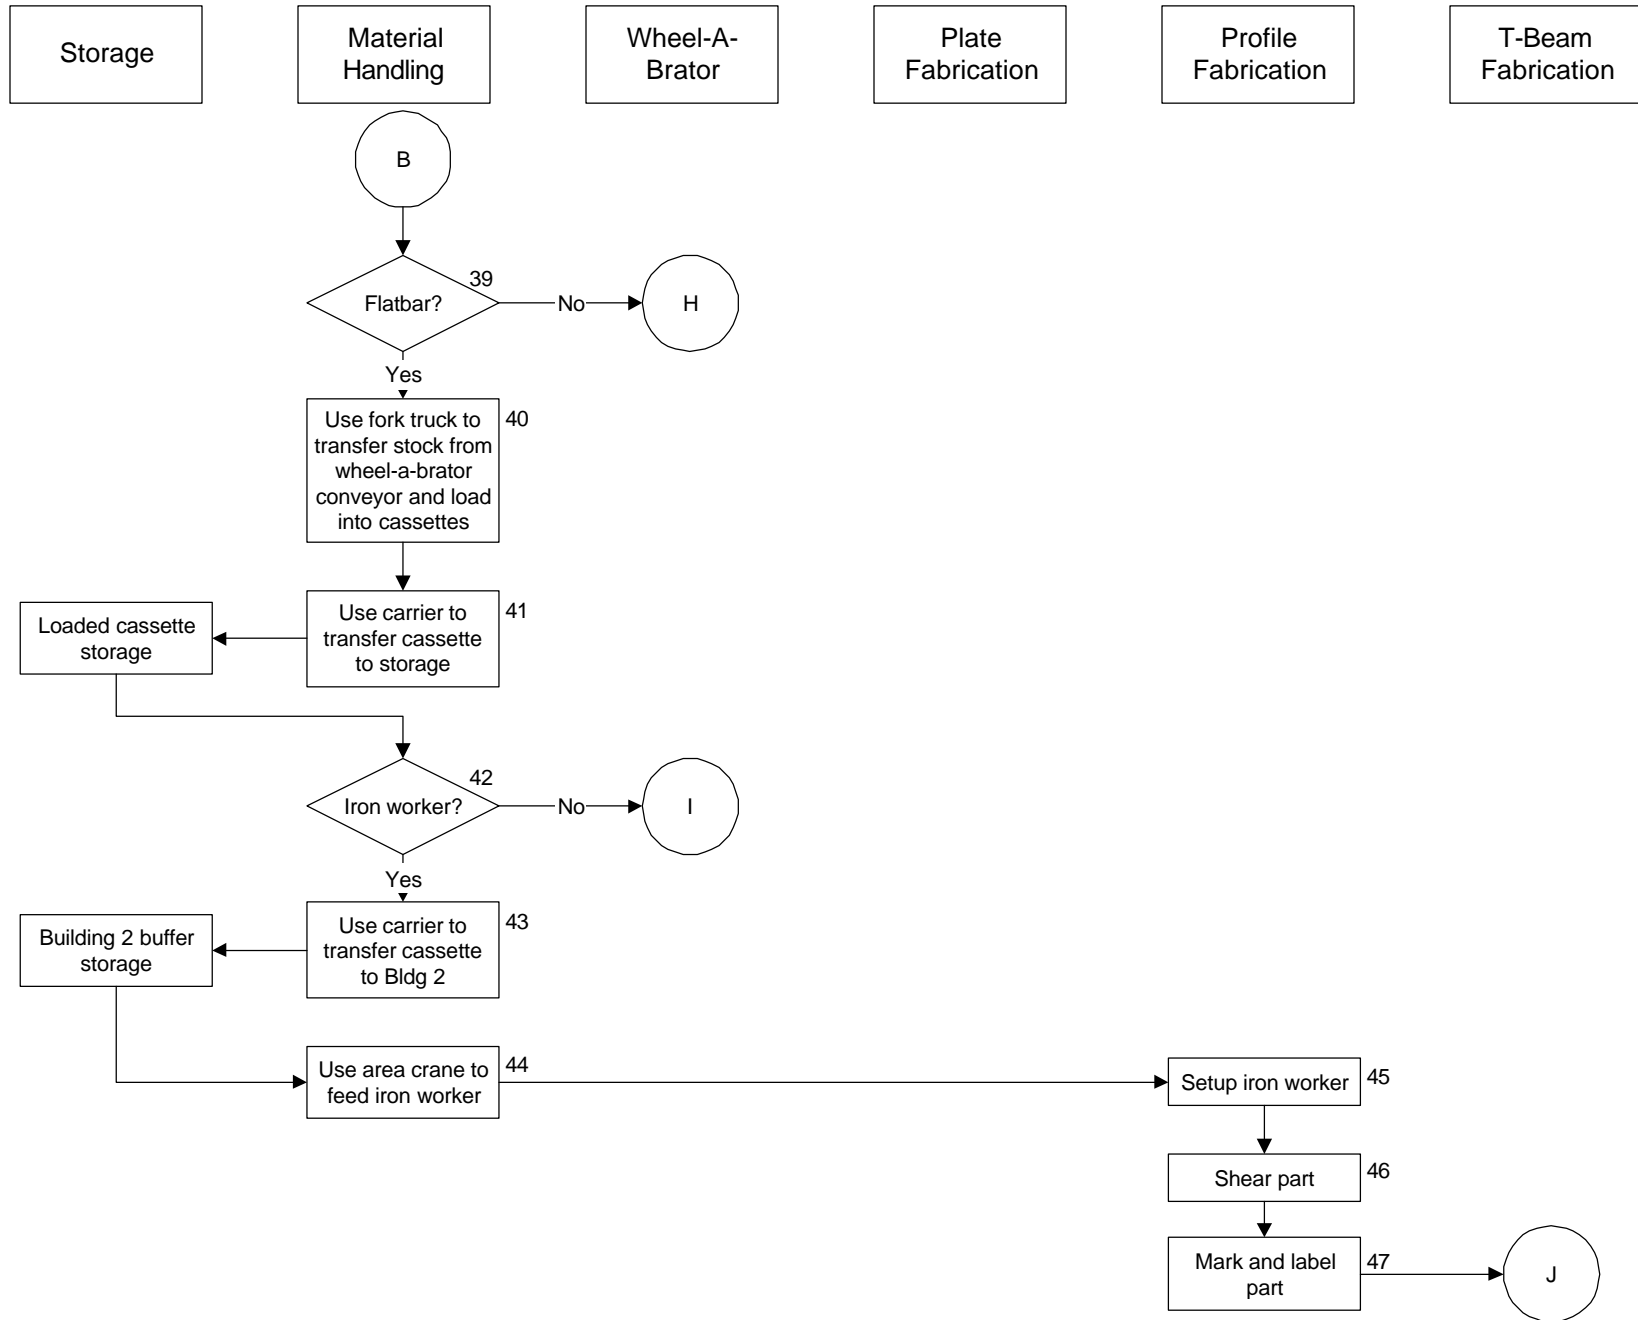 Storage
Material
Handling
Wheel-A-
Brator
Plate
Fabrication
Profile
Fabrication
T-Beam
Fabrication
B
39
Flatbar?
No
H
Yes
Use fork truck to
transfer stock from
wheel-a-brator
conveyor and load
into cassettes
40
Loaded cassette
storage
Use carrier to
transfer cassette
to storage
41
42
Iron worker?
No
I
Yes
Building 2 buffer
storage
Use carrier to
transfer cassette
to Bldg 2
43
Use area crane to
feed iron worker
44
Setup iron worker
45
Shear part
46
Mark and label
part
47
J